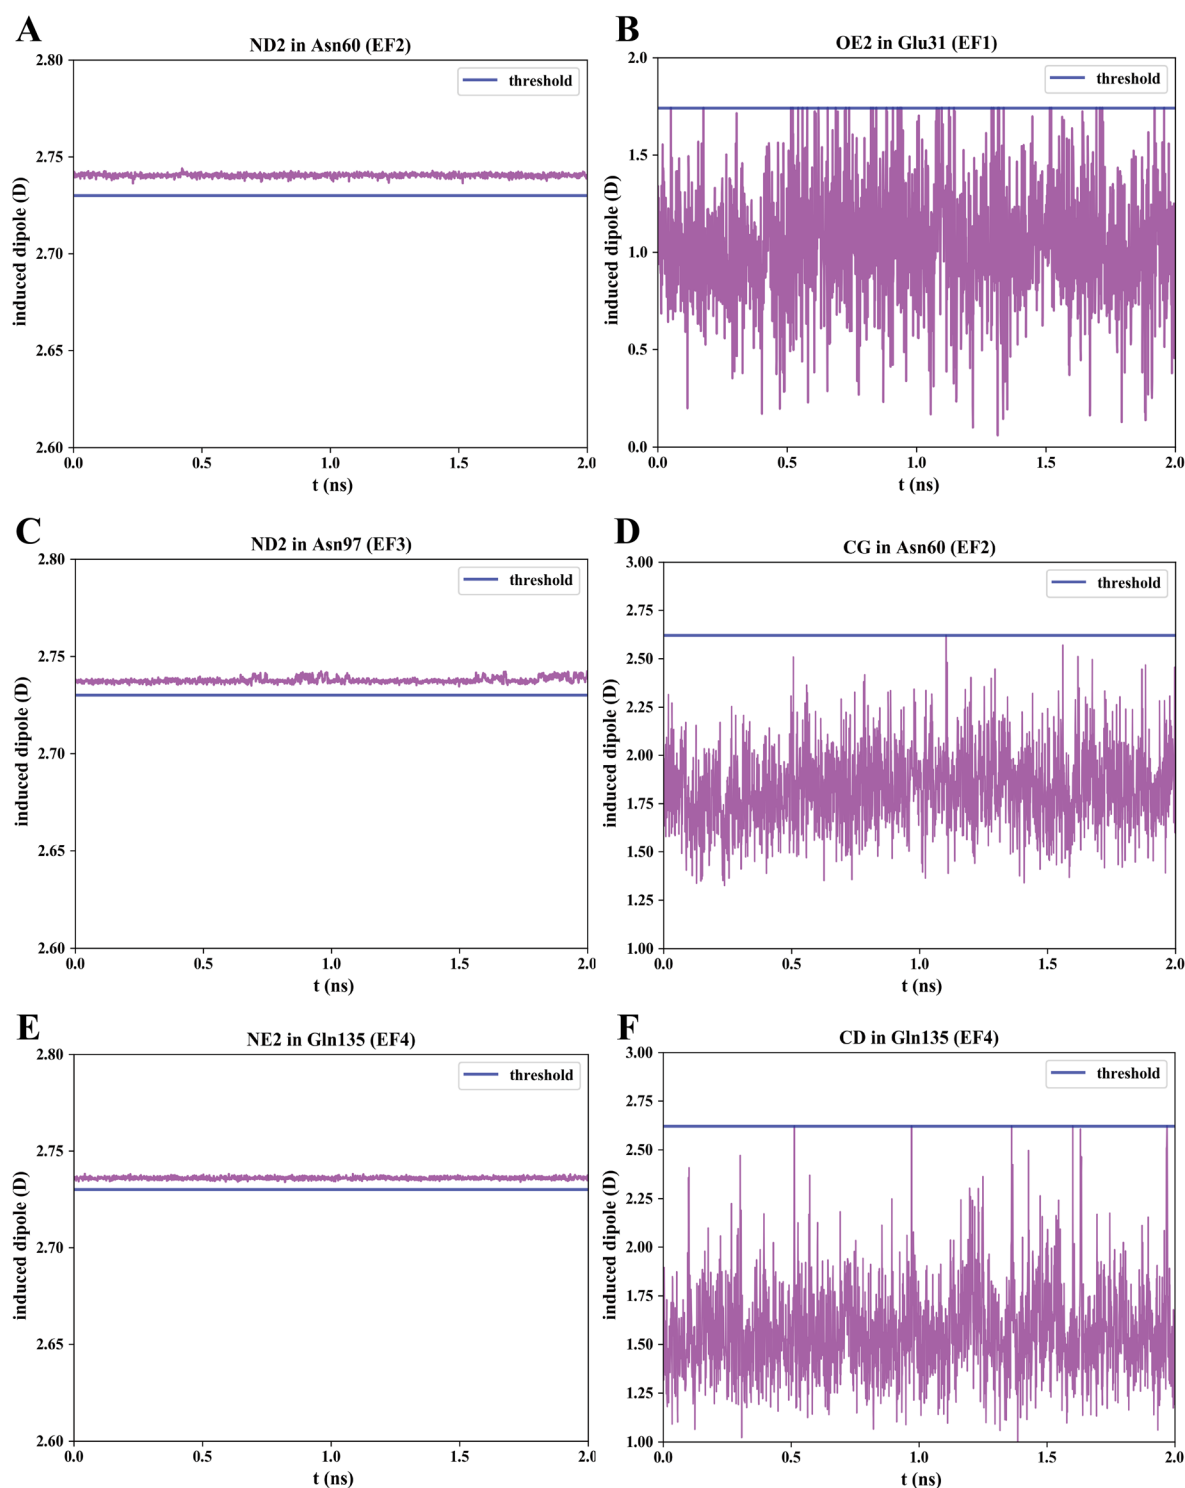 A
ND2 in Asn60 (EF2)
2.80
2.75
2.70
2.65
2.60
induced dipole (D)
threshold
0.0 0.5 1.0 1.5 2.0
t (ns)
B
OE2 in Glu31 (EF1)
2.0
1.5
1.0
0.5
0.0
induced dipole (D)
threshold
0.0 0.5 1.0 1.5 2.0
t (ns)
C
ND2 in Asn97 (EF3)
2.80
2.75
2.70
2.65
2.60
induced dipole (D)
threshold
0.0 0.5 1.0 1.5 2.0
t (ns)
D
CG in Asn60 (EF2)
3.00
2.75
2.50
2.25
2.00
1.75
1.50
1.25
1.00
induced dipole (D)
threshold
0.0 0.5 1.0 1.5 2.0
t (ns)
E
NE2 in Gln135 (EF4)
2.80
2.75
2.70
2.65
2.60
induced dipole (D)
threshold
0.0 0.5 1.0 1.5 2.0
t (ns)
F
CD in Gln135 (EF4)
3.00
2.75
2.50
2.25
2.00
1.75
1.50
1.25
1.00
induced dipole (D)
threshold
0.0 0.5 1.0 1.5 2.0
t (ns)